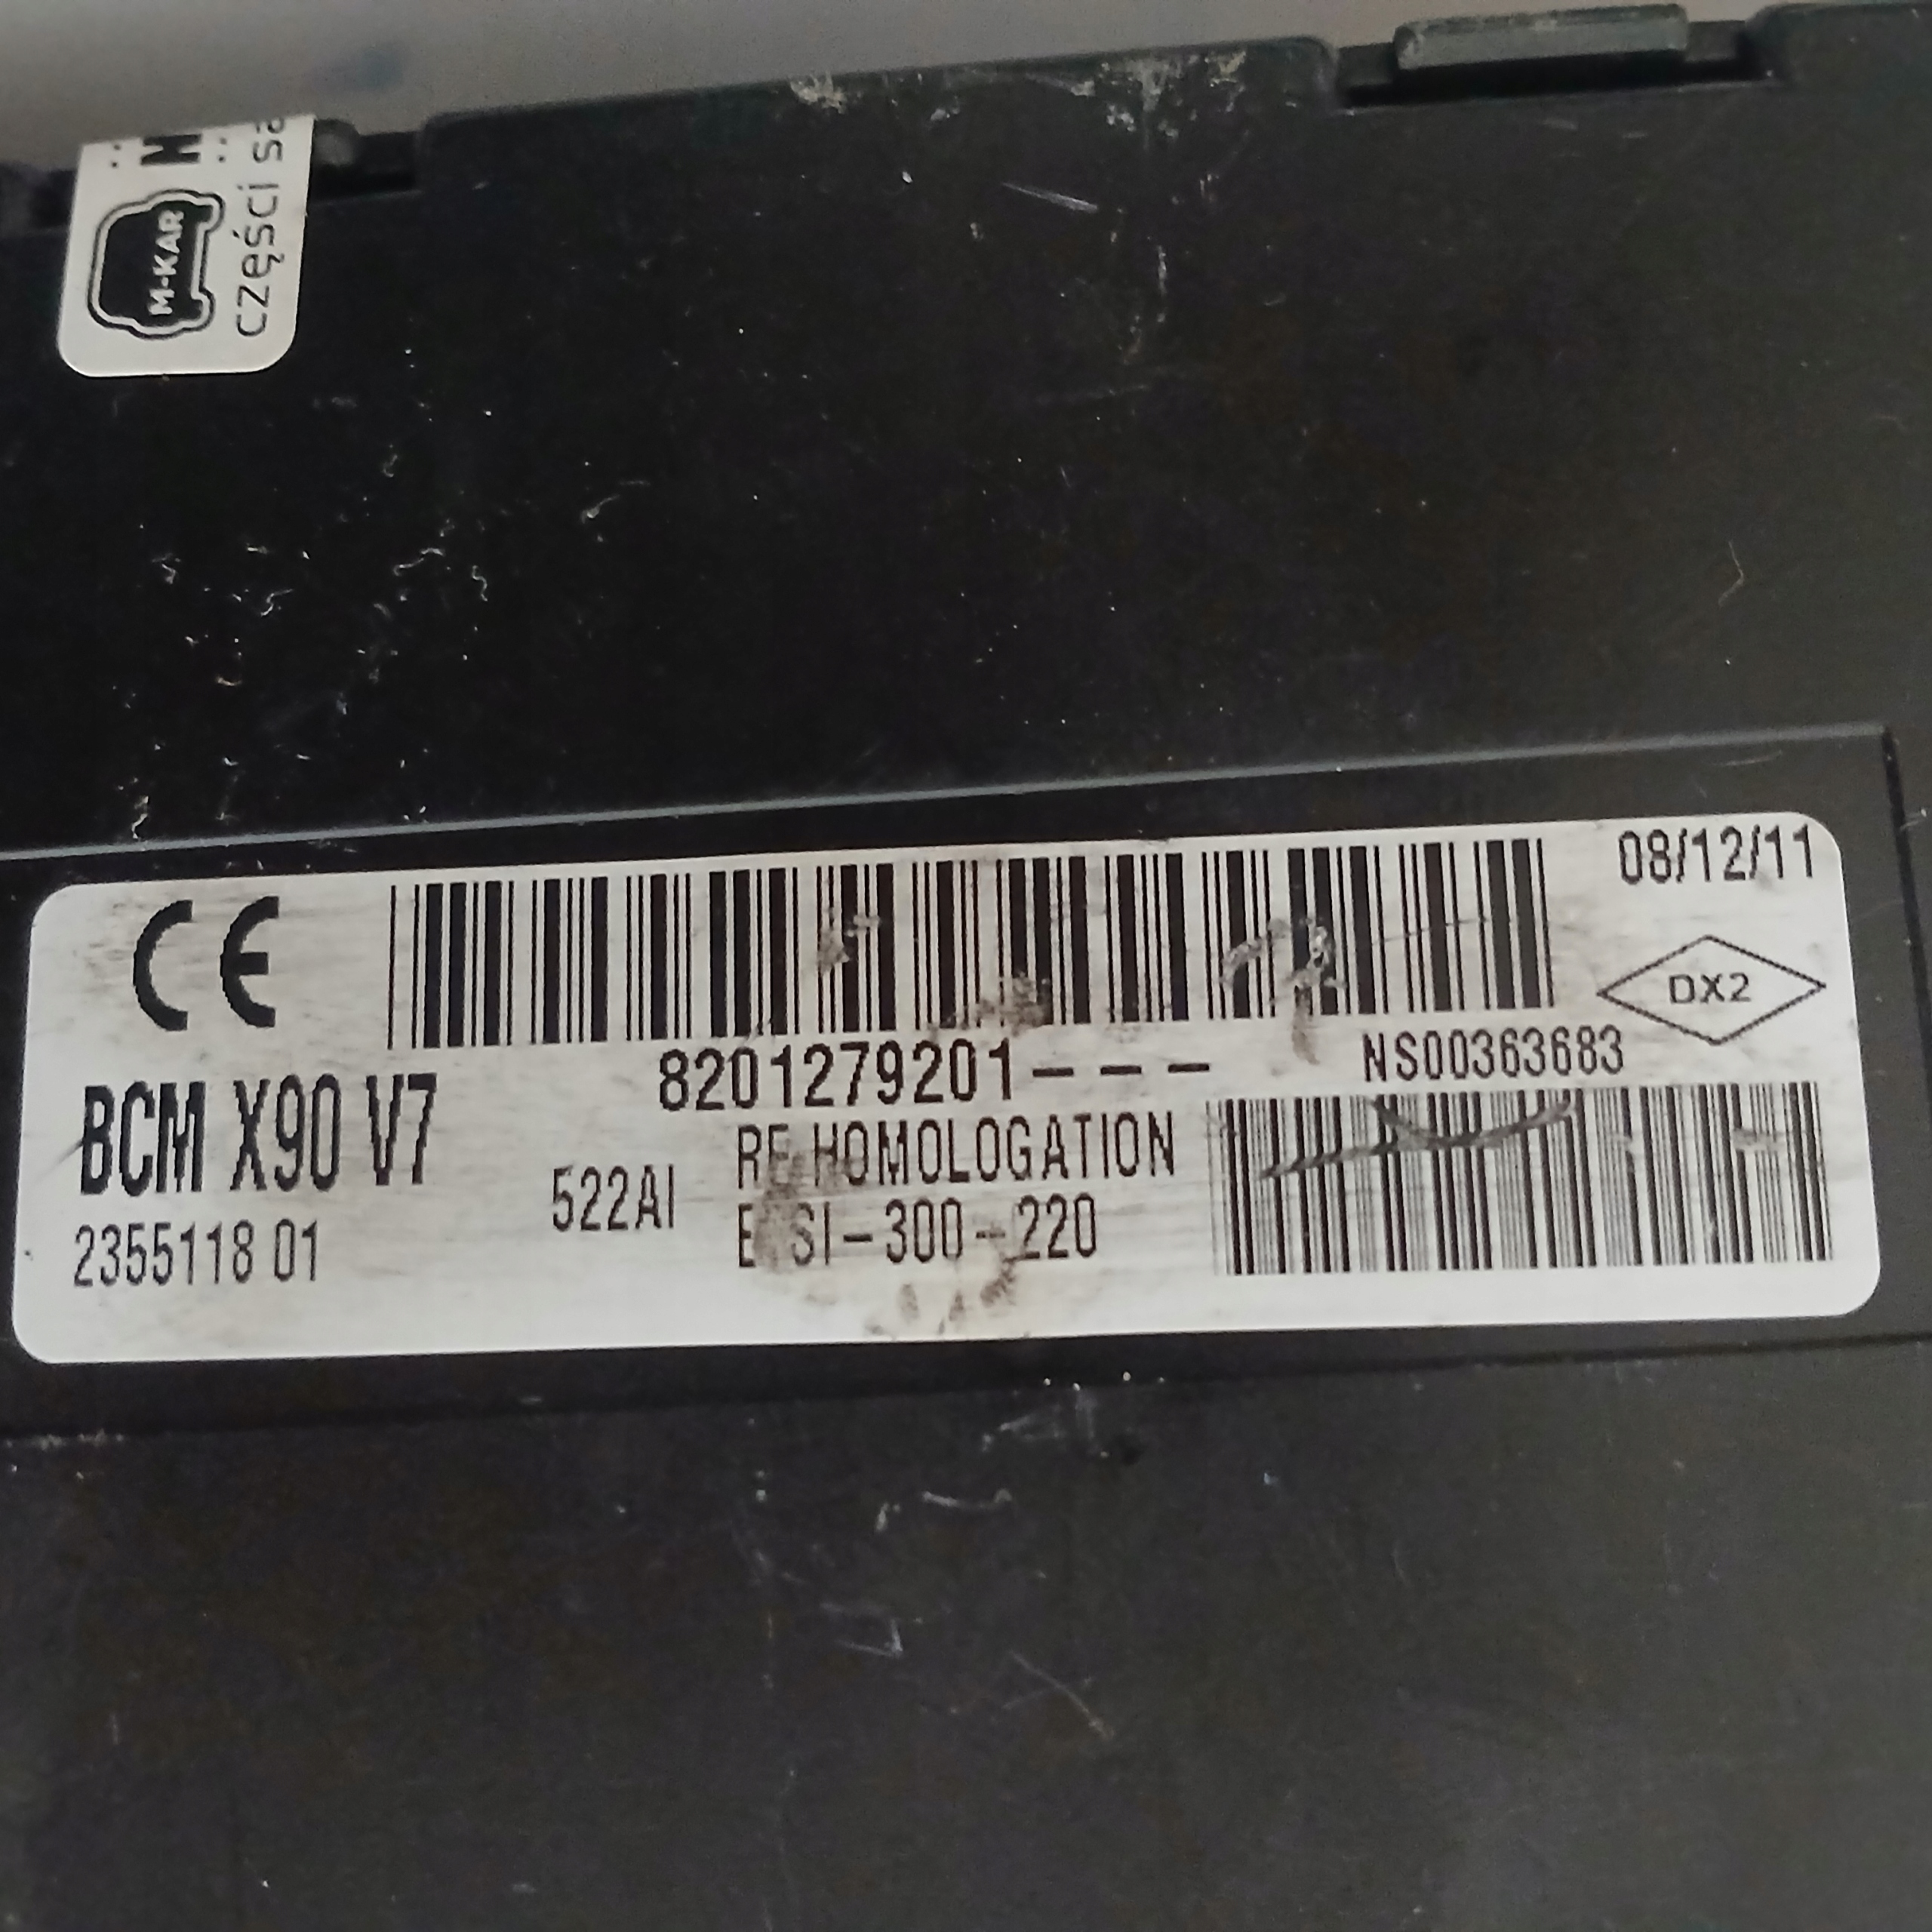 M-KAR
części
CE
08/12/11
DX2
8201279201---
NS00363683
BCM X90 V7
522AI
RF HOMOLOGATION
2355118 01
SI-300-220